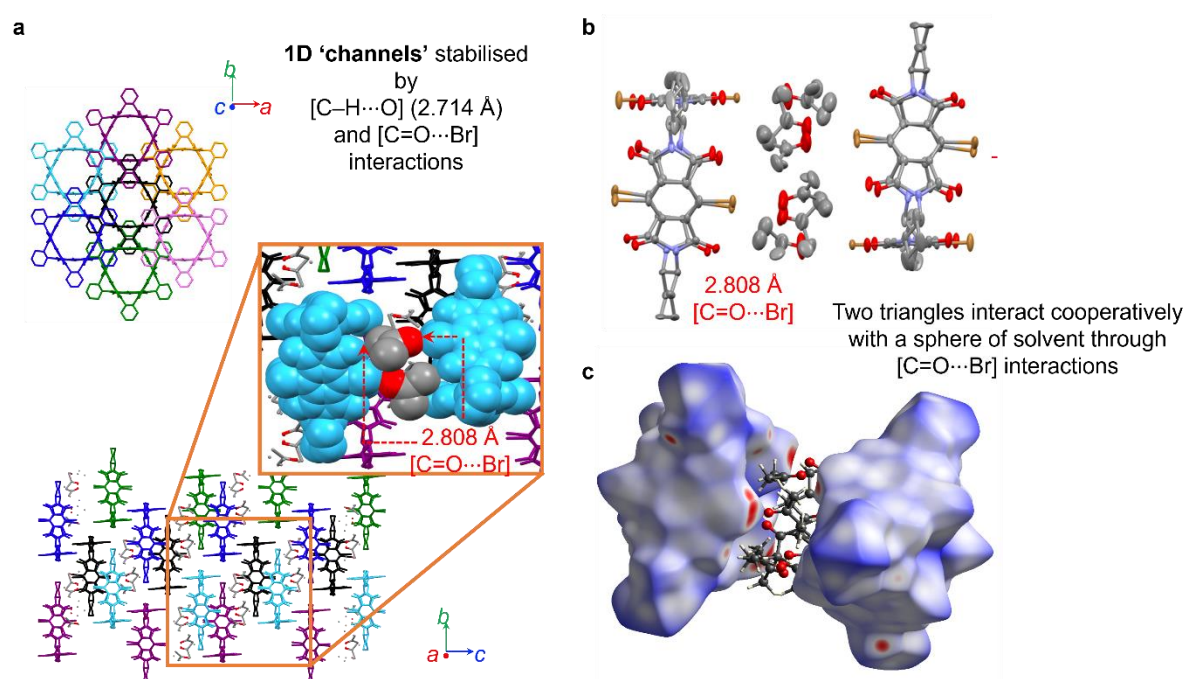 a
b
c
a
1D ‘channels’ stabilised
by
[C–H···O] (2.714 Å)
and [C=O···Br]
interactions
2.808 Å
[C=O···Br]
b
a
c
b
2.808 Å
[C=O···Br]
Two triangles interact cooperatively
with a sphere of solvent through
[C=O···Br] interactions
c